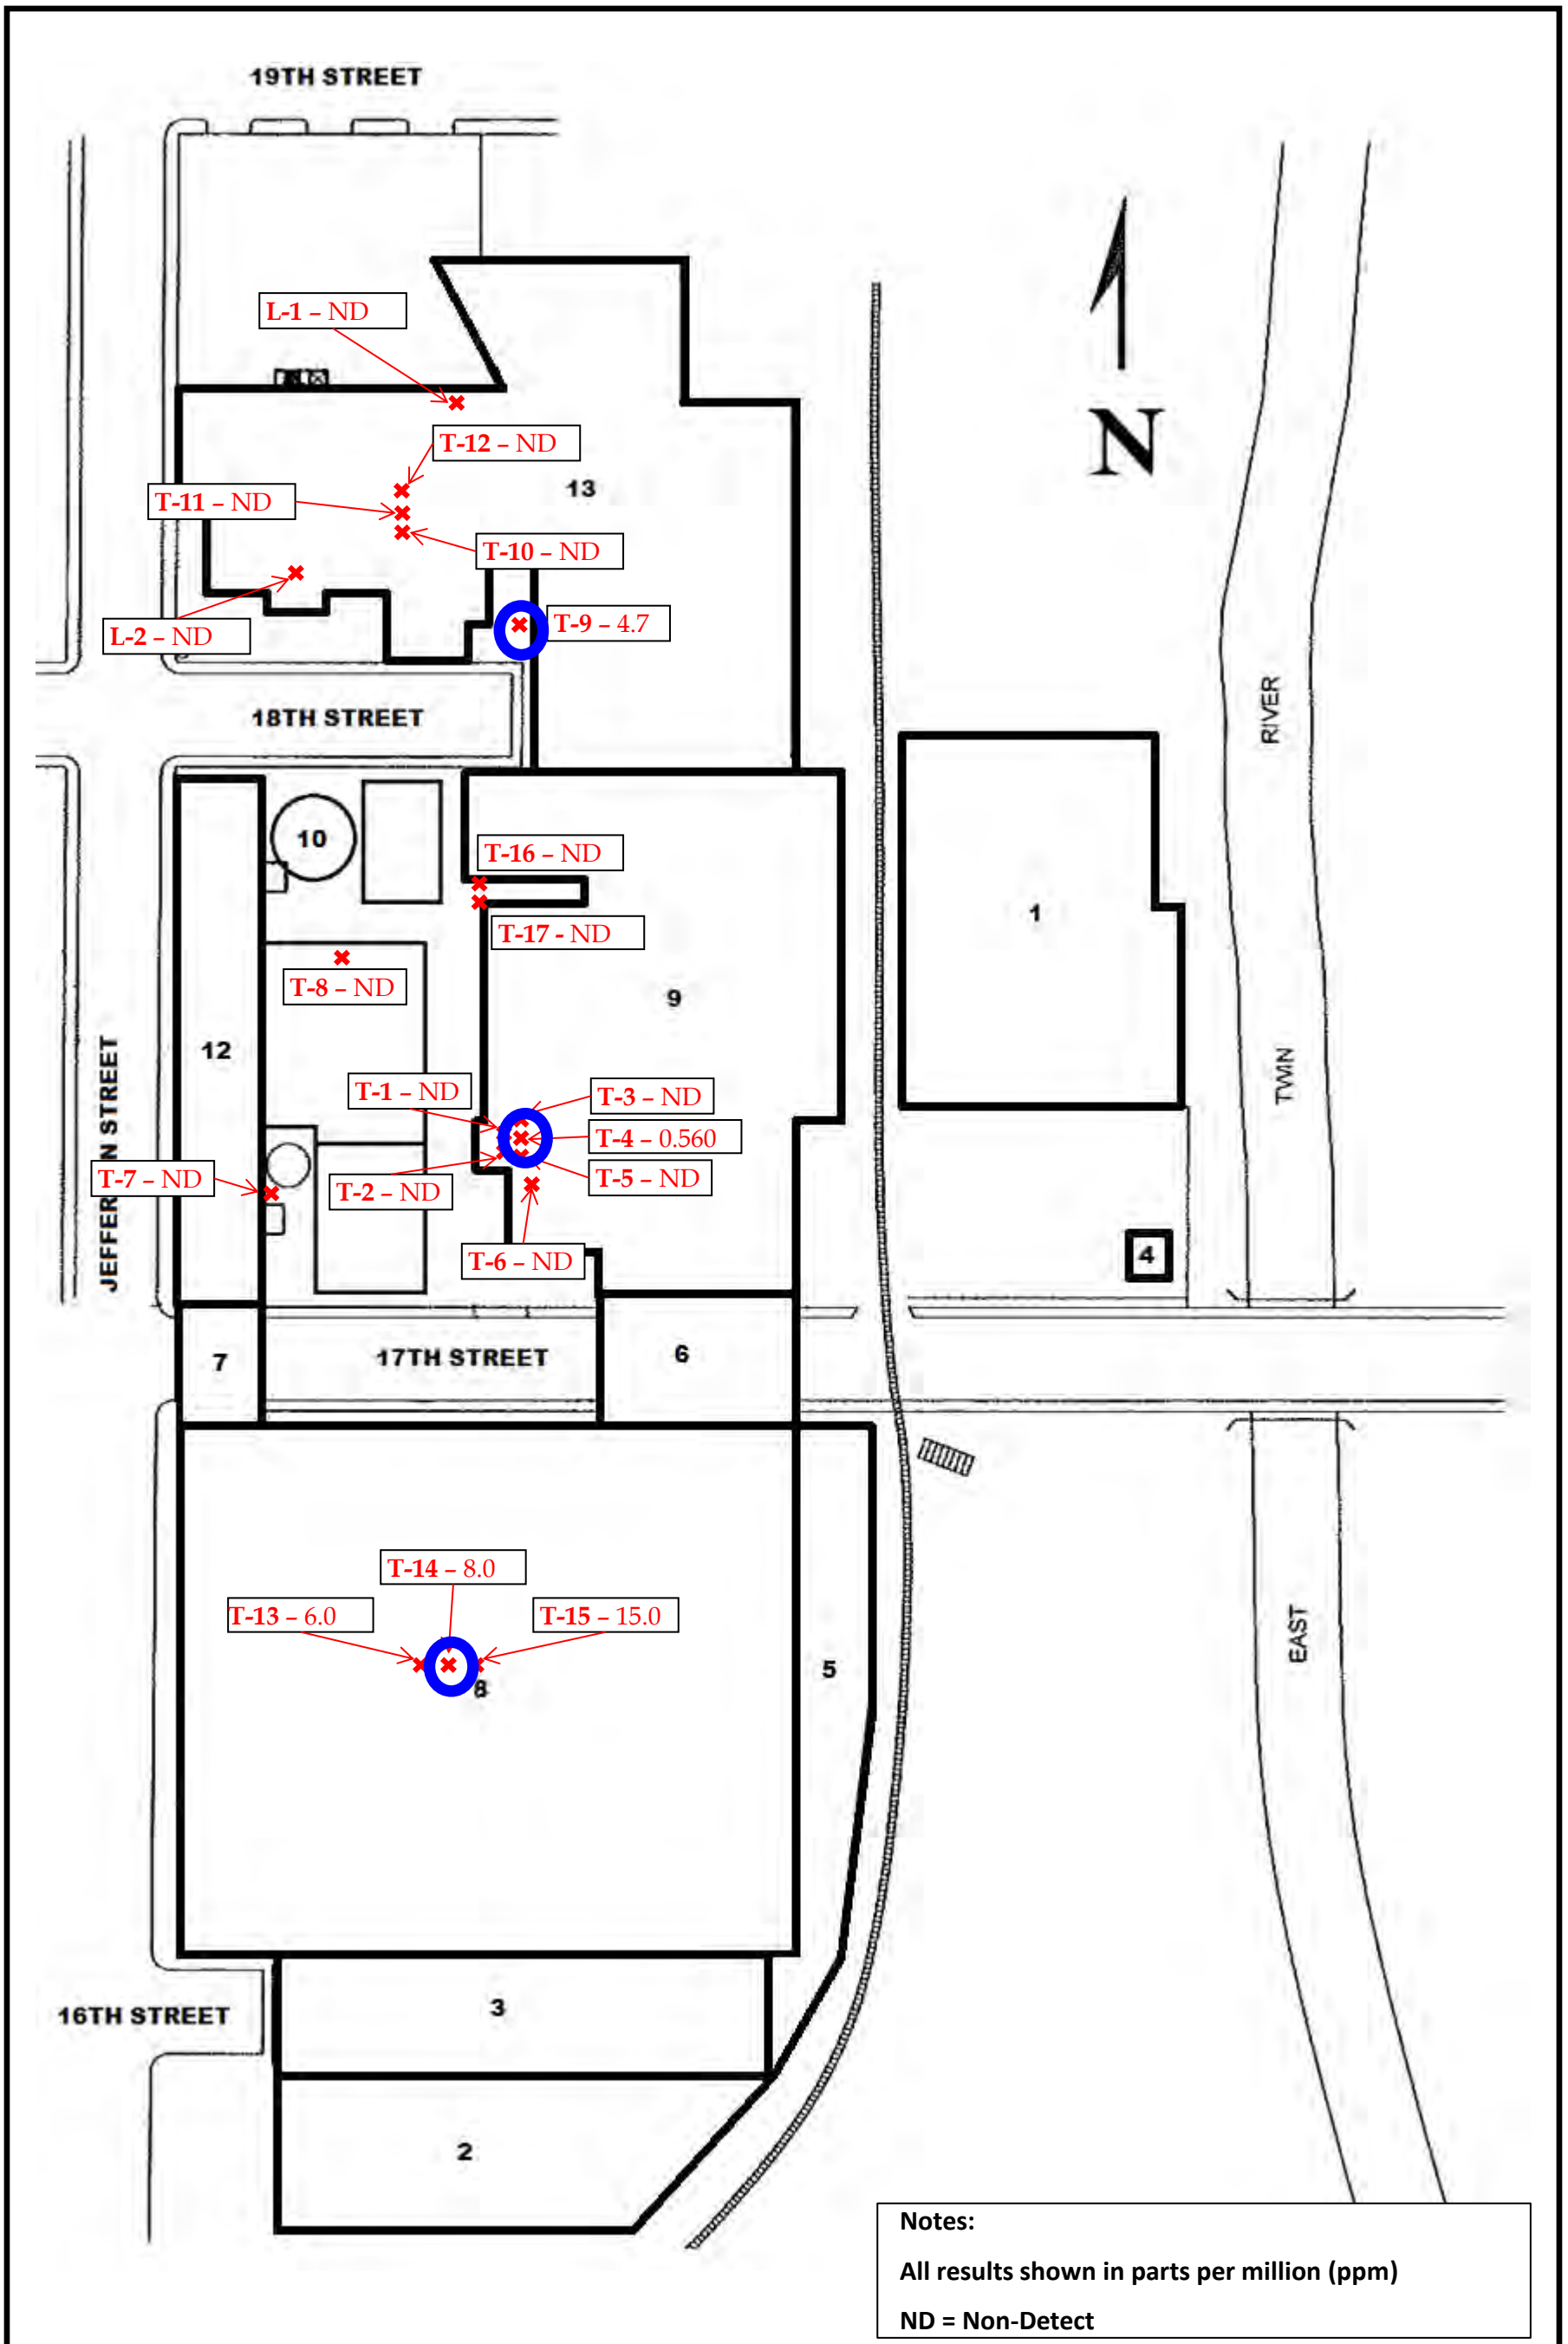 19TH STREET
L-1 – ND
T-12 – ND
13
T-11 – ND
T-10 – ND
T-9 – 4.7
L-2 – ND
N
18TH STREET
RIVER
10
T-16 – ND
T-17 - ND
1
T-8 – ND
9
12
TWIN
JEFFER N STREET
T-1 – ND
T-3 – ND
T-4 – 0.560
T-5 – ND
T-7 – ND
T-2 – ND
T-6 – ND
4
7
17TH STREET
6
T-14 – 8.0
T-13 – 6.0
T-15 – 15.0
8
5
EAST
16TH STREET
3
2
Notes:
All results shown in parts per million (ppm)
ND = Non-Detect